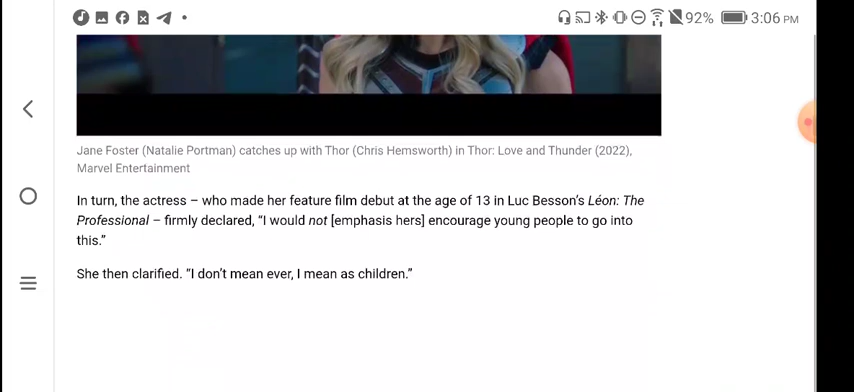 92% 3:06 PM
Jane Foster (Natalie Portman) catches up with Thor (Chris Hemsworth) in Thor: Love and Thunder (2022),
Marvel Entertainment
In turn, the actress – who made her feature film debut at the age of 13 in Luc Besson’s Léon: The
Professional – firmly declared, “I would not [emphasis hers] encourage young people to go into
this.”
She then clarified. “I don’t mean ever, I mean as children.”